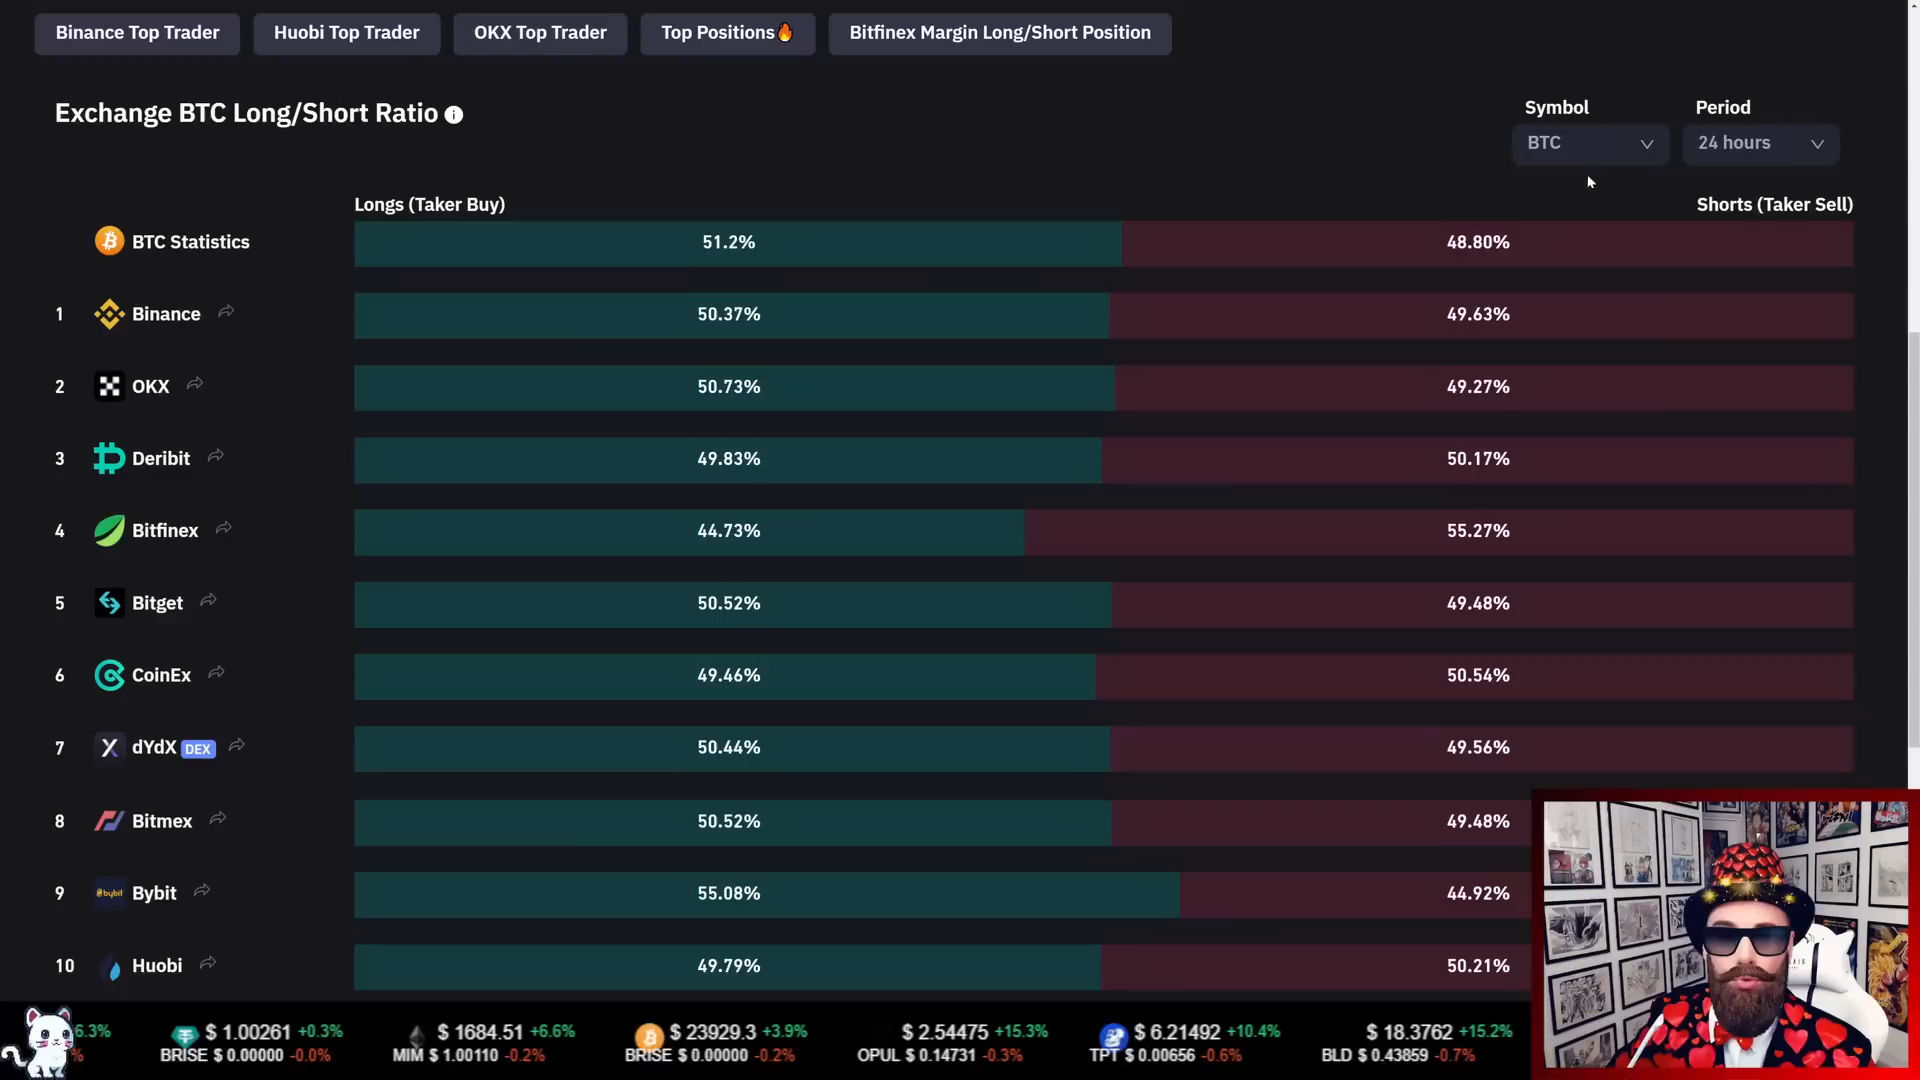 Binance Top Trader Huobi Top Trader OKX Top Trader Top Positions🔥 Bitfinex Margin Long/Short Position
Exchange BTC Long/Short Ratio
Symbol Period
BTC 24 hours
Longs (Taker Buy) Shorts (Taker Sell)
BTC Statistics 51.2% 48.80%
1 Binance 50.37% 49.63%
2 OKX 50.73% 49.27%
3 Deribit 49.83% 50.17%
4 Bitfinex 44.73% 55.27%
5 Bitget 50.52% 49.48%
6 CoinEx 49.46% 50.54%
7 dYdX DEX 50.44% 49.56%
8 Bitmex 50.52% 49.48%
9 Bybit 55.08% 44.92%
10 Huobi 49.79% 50.21%
6.3% $ 1.00261 +0.3% $ 1684.51 +6.6% $ 23929.3 +3.9% $ 2.54475 +15.3% $ 6.21492 +10.4% $ 18.3762 +15.2%
% BRISE $ 0.00000 -0.0% MIM $ 1.00110 -0.2% BRISE $ 0.00000 -0.2% OPUL $ 0.14731 -0.3% TPT $ 0.00656 -0.6% BLD $ 0.43859 -0.7%